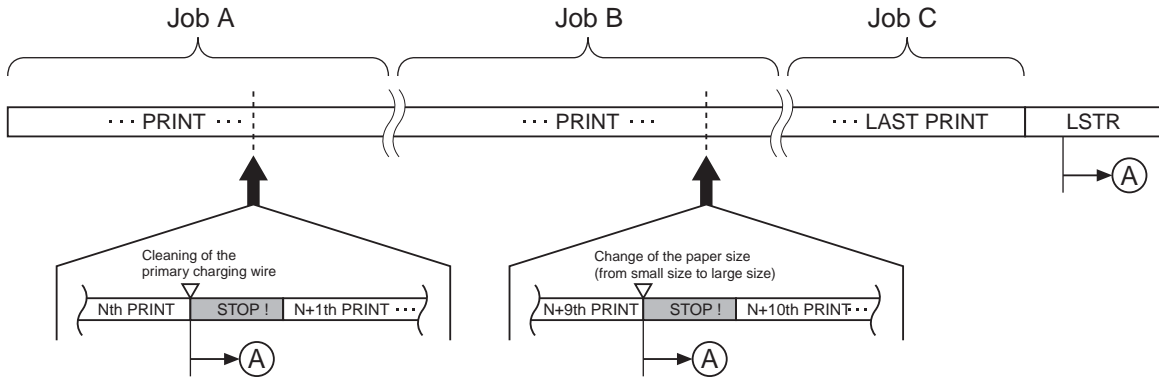 Job A
Job B
Job C
··· PRINT ···
··· PRINT ···
··· LAST PRINT
LSTR
A
Cleaning of the
primary charging wire
Nth PRINT
STOP !
N+1th PRINT ···
A
Change of the paper size
(from small size to large size)
N+9th PRINT
STOP !
N+10th PRINT···
A